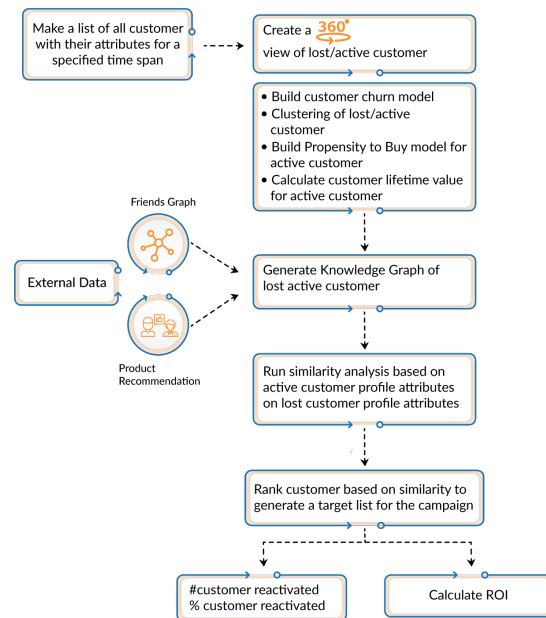 Make a list of all customer
with their attributes for a
specified time span
Create a 360°
view of lost/active customer
• Build customer churn model
• Clustering of lost/active
customer
• Build Propensity to Buy model for
active customer
• Calculate customer lifetime value
for active customer
Friends Graph
External Data
Generate Knowledge Graph of
lost active customer
Product
Recommendation
Run similarity analysis based on
active customer profile attributes
on lost customer profile attributes
Rank customer based on similarity to
generate a target list for the campaign
#customer reactivated
% customer reactivated
Calculate ROI